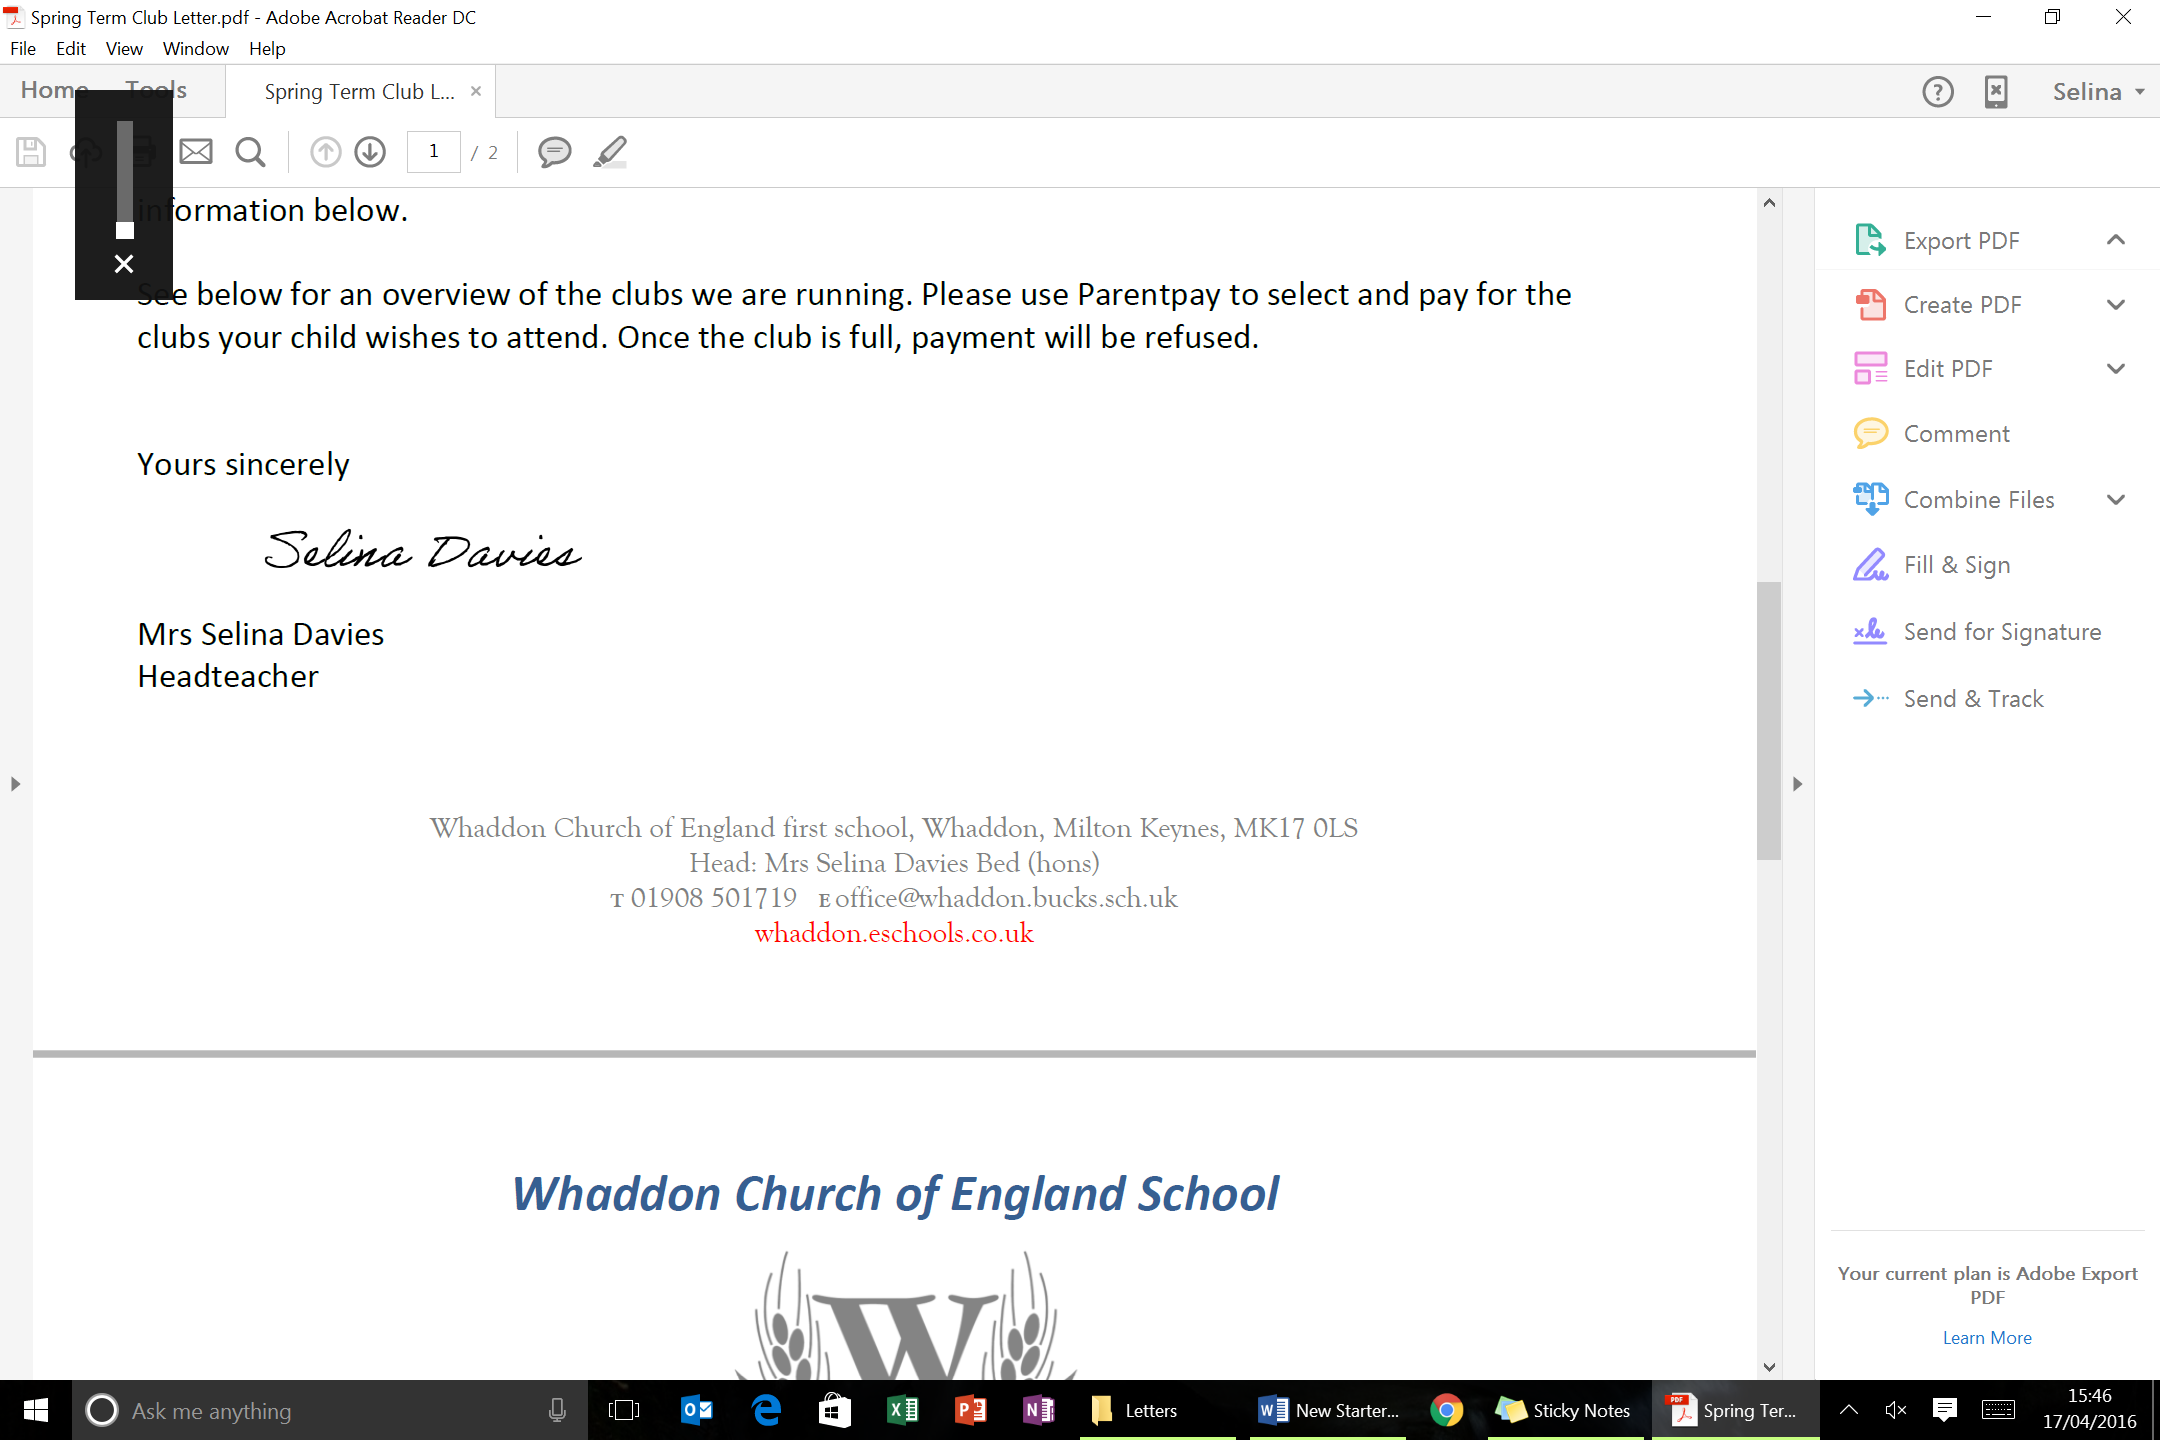 Spring Term Club Letter.pdf - Adobe Acrobat Reader DC
File Edit View Window Help
Home Tools Spring Term Club L... Selina
1 / 2
information below.
See below for an overview of the clubs we are running. Please use Parentpay to select and pay for the
clubs your child wishes to attend. Once the club is full, payment will be refused.
Yours sincerely
Selina Davies
Mrs Selina Davies
Headteacher
Whaddon Church of England first school, Whaddon, Milton Keynes, MK17 0LS
Head: Mrs Selina Davies Bed (hons)
T 01908 501719 E office@whaddon.bucks.sch.uk
whaddon.eschools.co.uk
Whaddon Church of England School
W
Export PDF
Create PDF
Edit PDF
Comment
Combine Files
Fill & Sign
Send for Signature
Send & Track
Your current plan is Adobe Export
PDF
Learn More
Ask me anything
Letters
New Starter...
Sticky Notes
Spring Ter...
15:46
17/04/2016